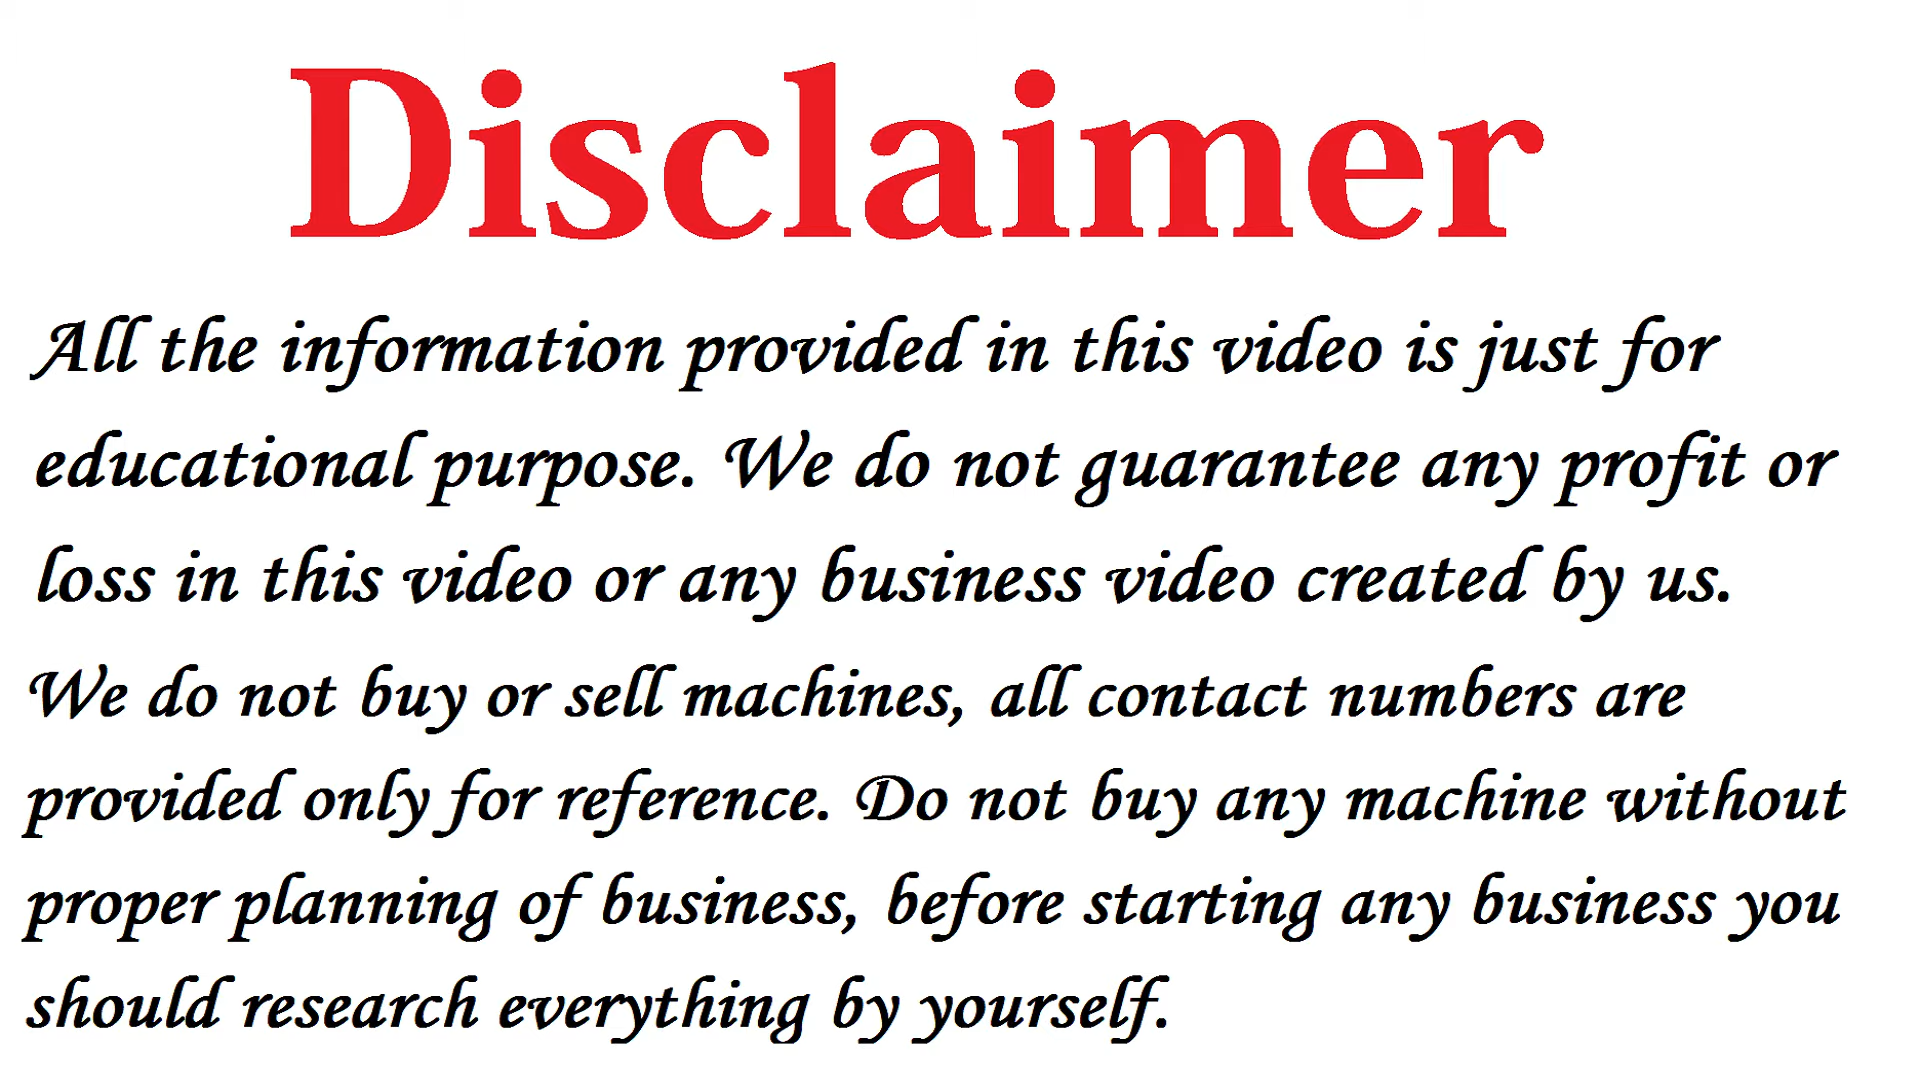 Disclaimer
All the information provided in this video is just for
educational purpose. We do not guarantee any profit or
loss in this video or any business video created by us.
We do not buy or sell machines, all contact numbers are
provided only for reference. Do not buy any machine without
proper planning of business, before starting any business you
should research everything by yourself.